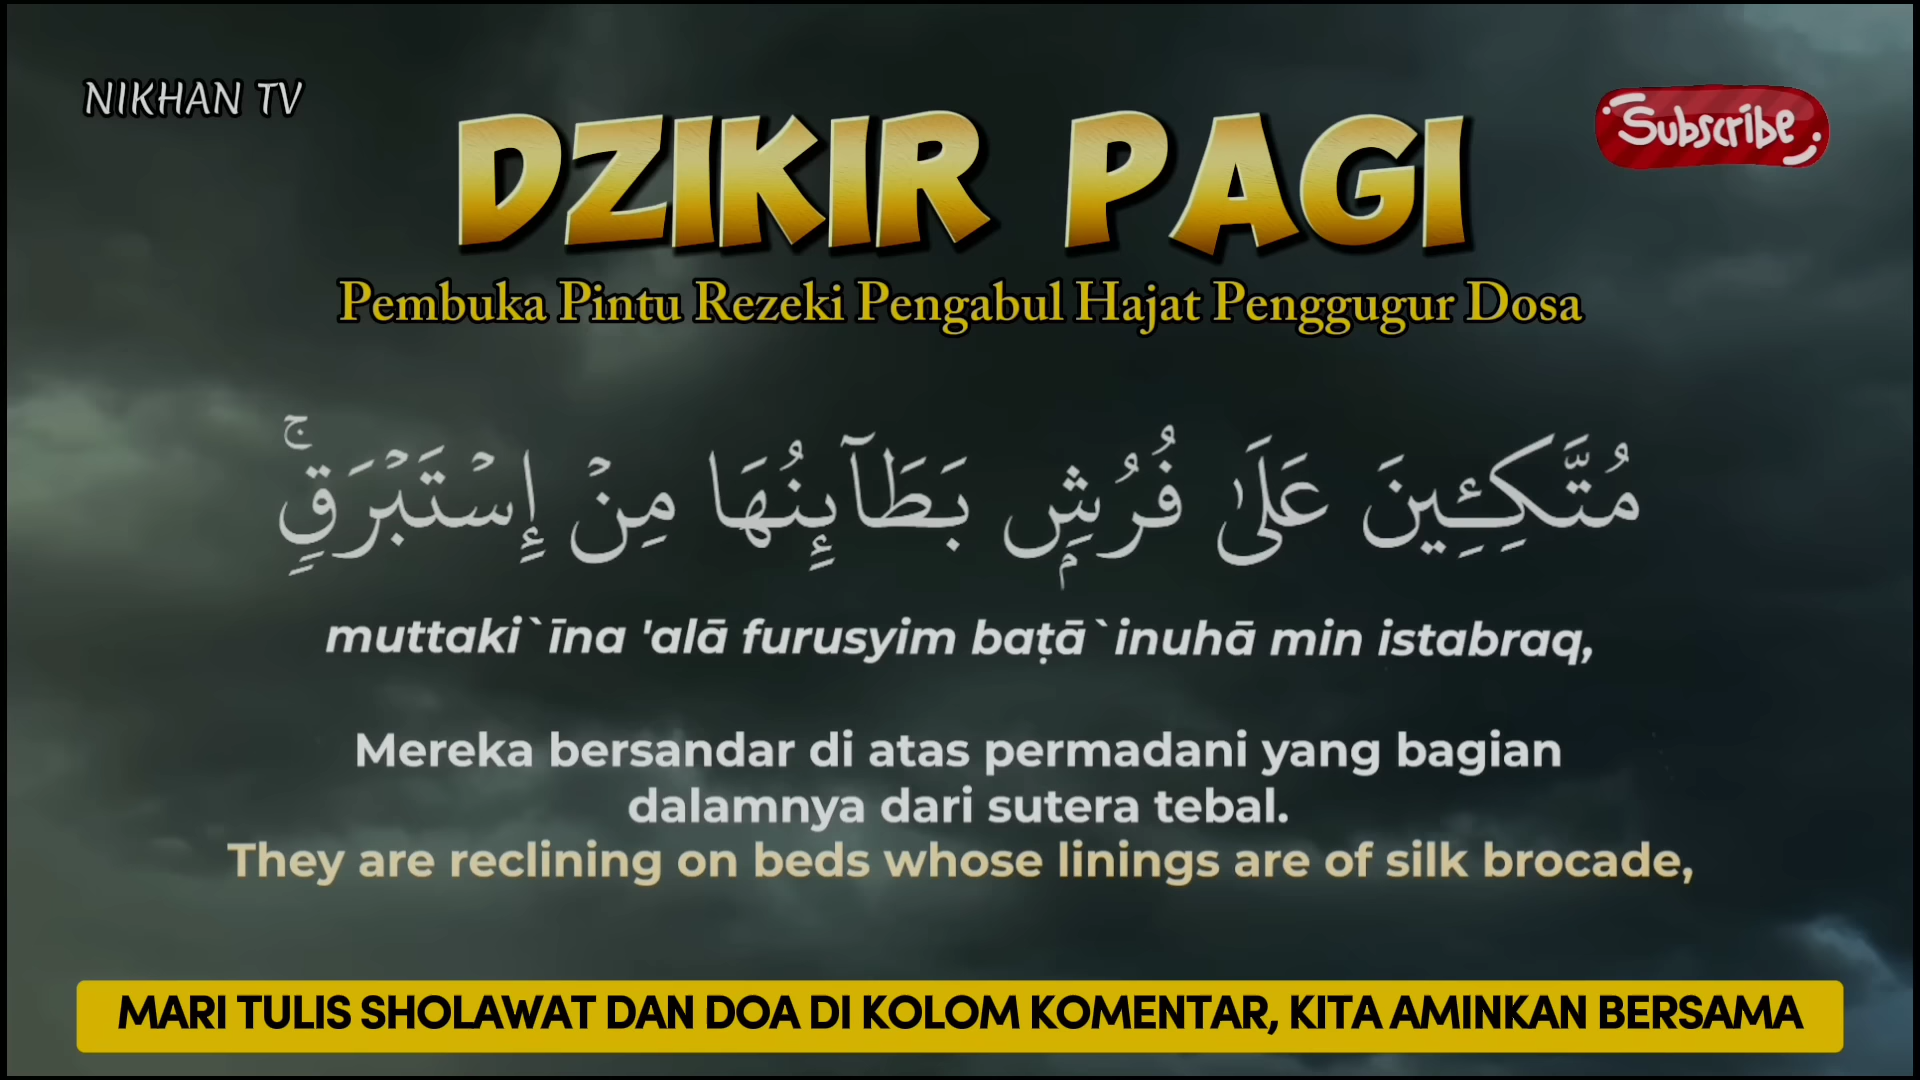 NIKHAN TV
Subscribe
DZIKIR PAGI
Pembuka Pintu Rezeki Pengabul Hajat Penggugur Dosa
مُتَّكِـِٔينَ عَلَىٰ فُرُشٍۭ بَطَآئِنُهَا مِنْ إِسْتَبْرَقٍۚ
muttaki`īna 'alā furusyim baṭā`inuhā min istabraq,
Mereka bersandar di atas permadani yang bagian
dalamnya dari sutera tebal.
They are reclining on beds whose linings are of silk brocade,
MARI TULIS SHOLAWAT DAN DOA DI KOLOM KOMENTAR, KITA AMINKAN BERSAMA